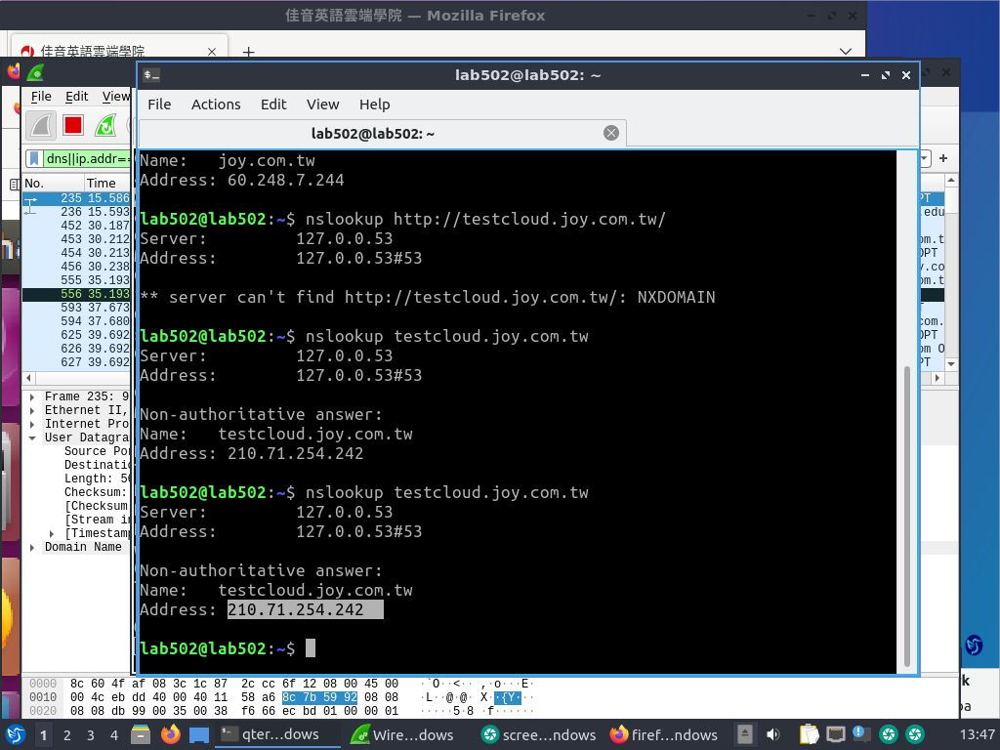 佳音英語雲端學院 — Mozilla Firefox
佳音英語雲端學院
lab502@lab502: ~
File Edit View
File Actions Edit View Help
lab502@lab502: ~
dns||ip.addr==
No. Time
235 15.586
236 15.593
452 30.187
453 30.212
454 30.213
456 30.238
555 35.193
556 35.193
593 37.673
594 37.680
625 39.692
626 39.692
627 39.692
Frame 235: 9
Ethernet II,
Internet Pro
User Datagra
Source Por
Destinatio
Length: 56
Checksum:
[Checksum
[Stream in
[Timestamp
Domain Name
Name: joy.com.tw
Address: 60.248.7.244
lab502@lab502:~$ nslookup http://testcloud.joy.com.tw/
Server: 127.0.0.53
Address: 127.0.0.53#53
** server can't find http://testcloud.joy.com.tw/: NXDOMAIN
lab502@lab502:~$ nslookup testcloud.joy.com.tw
Server: 127.0.0.53
Address: 127.0.0.53#53
Non-authoritative answer:
Name: testcloud.joy.com.tw
Address: 210.71.254.242
lab502@lab502:~$ nslookup testcloud.joy.com.tw
Server: 127.0.0.53
Address: 127.0.0.53#53
Non-authoritative answer:
Name: testcloud.joy.com.tw
Address: 210.71.254.242
lab502@lab502:~$
0000 8c 60 4f af 08 3c 1c 87 2c cc 6f 12 08 00 45 00 ·`O··<·· ,·o···E·
0010 00 4c eb dd 40 00 40 11 58 a6 8c 7b 59 92 08 08 ·L··@·@· X··{Y···
0020 08 08 db 99 00 35 00 38 f6 66 ec bd 01 00 00 01 ·····5·8 ·f······
1 2 3 4 qter...dows Wire...dows scree...ndows firef...ndows 13:47